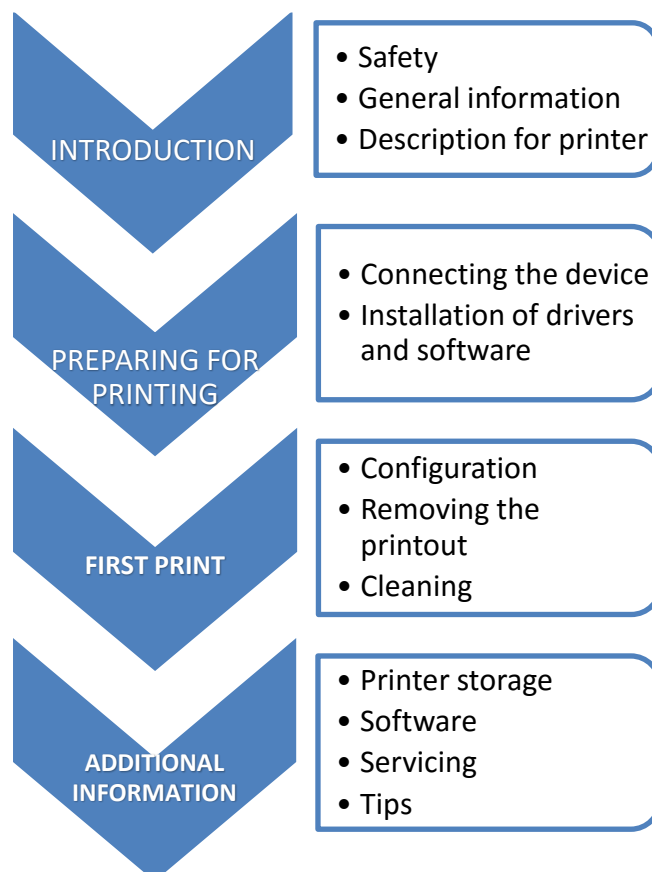 INTRODUCTION
• Safety
• General information
• Description for printer
PREPARING FOR
PRINTING
• Connecting the device
• Installation of drivers
and software
FIRST PRINT
• Configuration
• Removing the
printout
• Cleaning
ADDITIONAL
INFORMATION
• Printer storage
• Software
• Servicing
• Tips